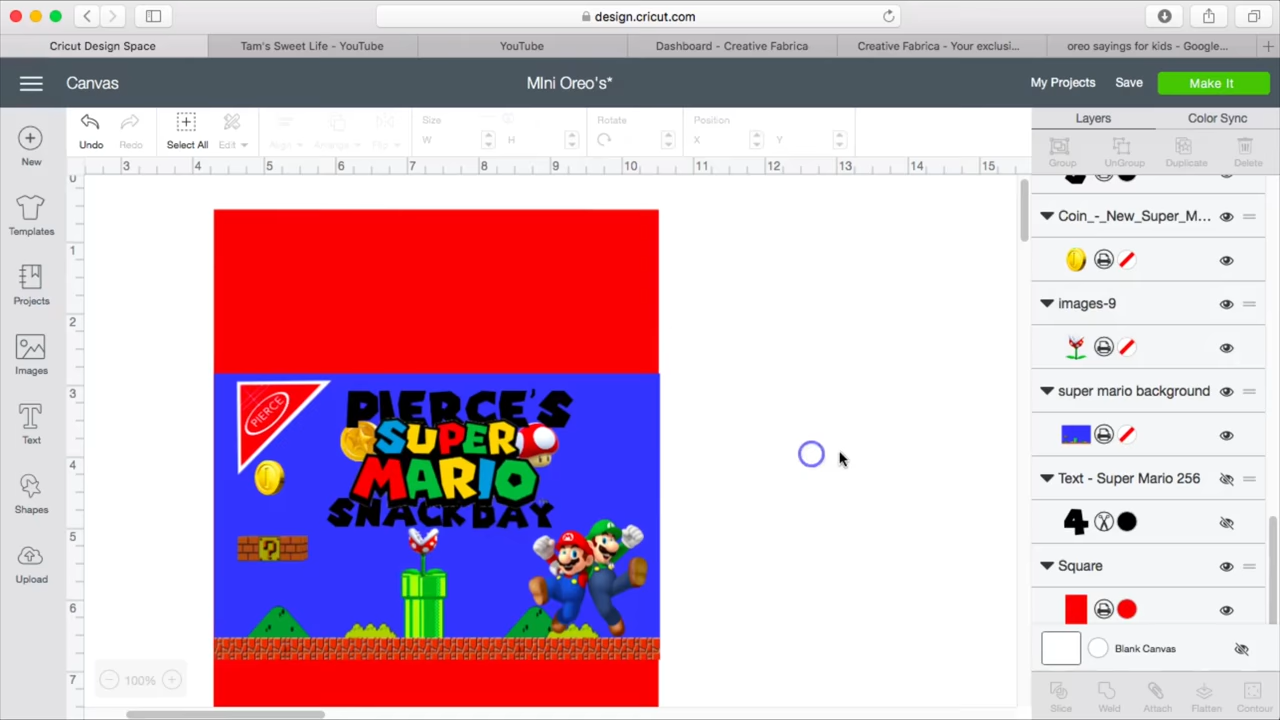 design.cricut.com
Cricut Design Space
Tam's Sweet Life - YouTube
YouTube
Dashboard - Creative Fabrica
Creative Fabrica - Your exclusi...
oreo sayings for kids - Google...
Canvas
MIni Oreo's*
My Projects
Save
Make It
Undo
Redo
Select All
Edit
Align
Arrange
Flip
Size
W
H
Rotate
Position
X
Y
Layers
Color Sync
Group
UnGroup
Duplicate
Delete
New
Templates
Projects
Images
Text
Shapes
Upload
3 4 5 6 7 8 9 10 11 12 13 14 15
0
1
2
3
4
5
6
7
PIERCE
PIERCE'S
SUPER
MARIO
SNACK DAY
?
100%
Coin_-_New_Super_M...
images-9
super mario background
Text - Super Mario 256
4
Square
Blank Canvas
Slice
Weld
Attach
Flatten
Contour